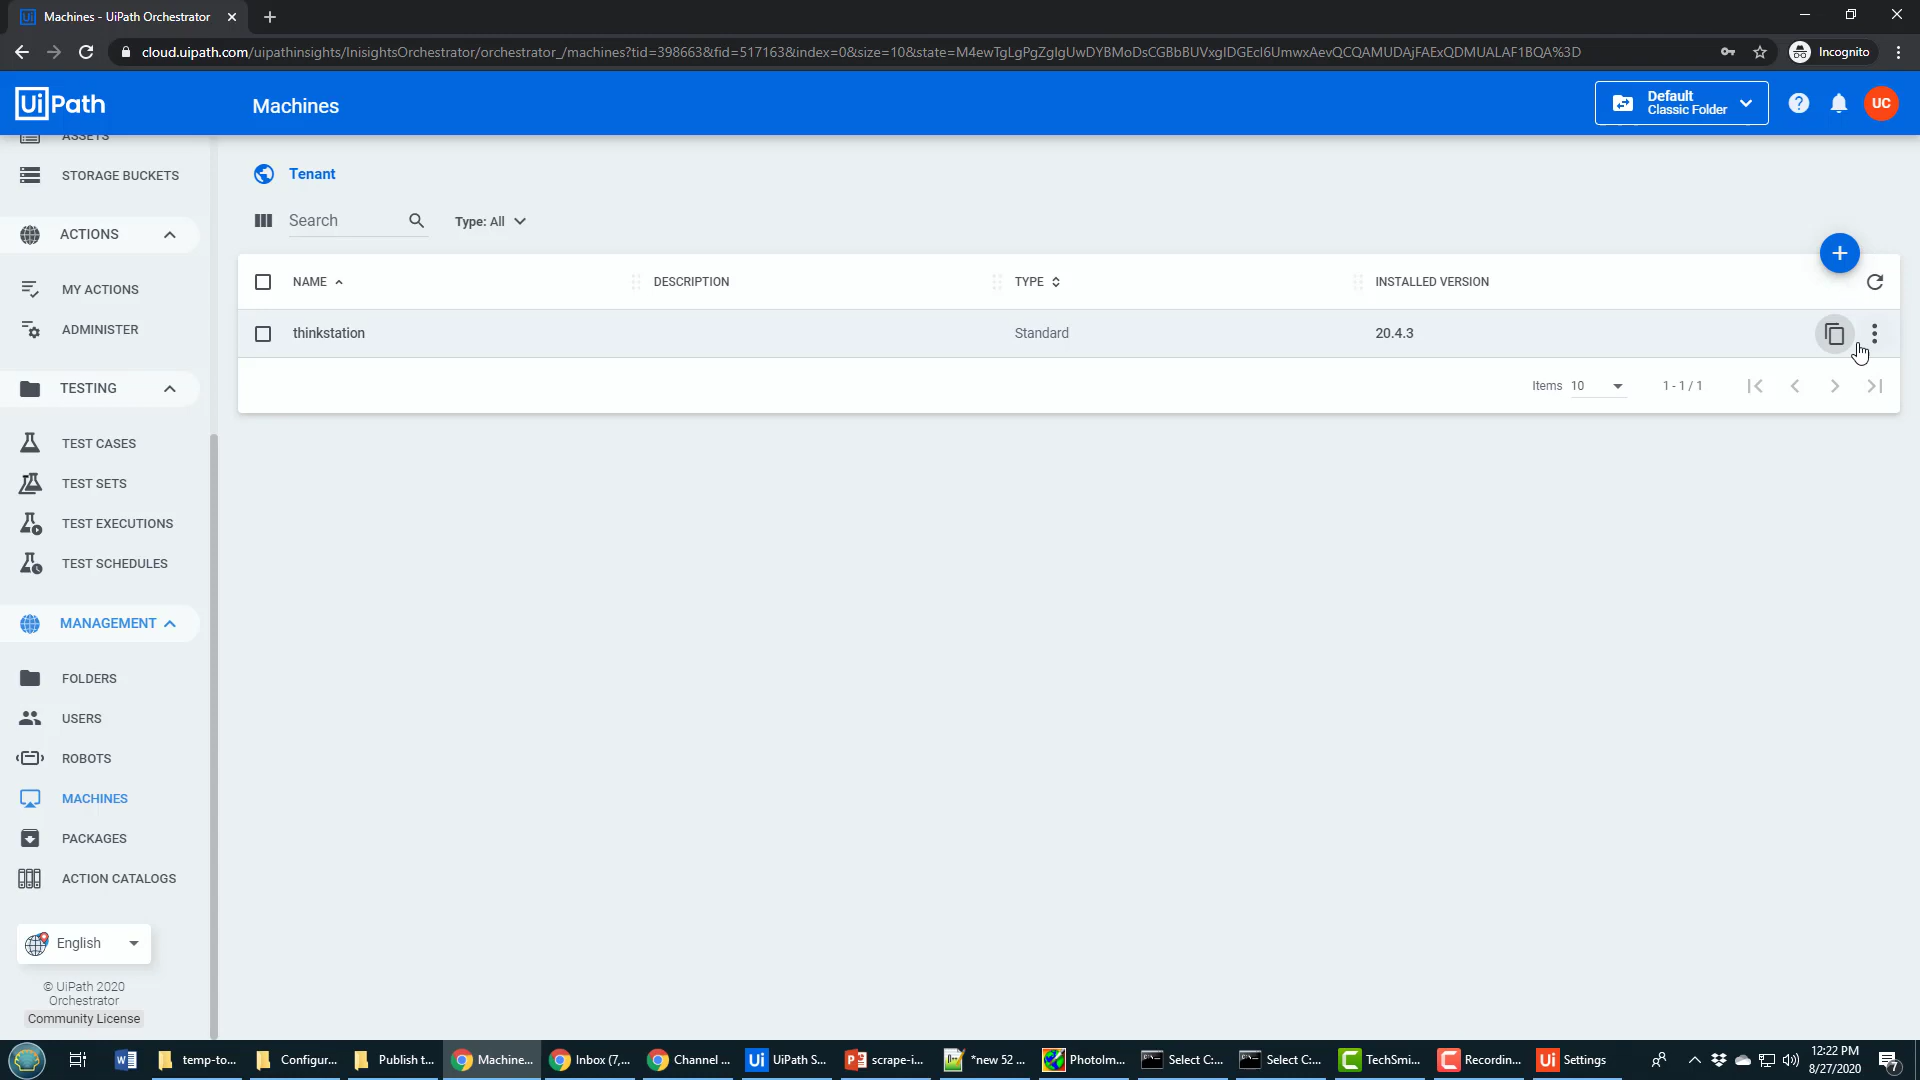 Machines - UiPath Orchestrator
cloud.uipath.com/uipathinsights/InisightsOrchestrator/orchestrator_/machines?tid=398663&fid=517163&index=0&size=10&state=M4ewTgLgPgZglgUwDYBMoDsCGBbBUVxgIDGEcI6UmwxAevQCQAMUDAjFAExQDMUALAF1BQA%3D
Incognito
UiPath
Machines
Default
Classic Folder
UC
ASSETS
STORAGE BUCKETS
ACTIONS
MY ACTIONS
ADMINISTER
TESTING
TEST CASES
TEST SETS
TEST EXECUTIONS
TEST SCHEDULES
MANAGEMENT
FOLDERS
USERS
ROBOTS
MACHINES
PACKAGES
ACTION CATALOGS
English
© UiPath 2020
Orchestrator
Community License
Tenant
Search
Type: All
NAME DESCRIPTION TYPE INSTALLED VERSION
thinkstation Standard 20.4.3
Items 10 1 - 1 / 1
temp-to...
Configur...
Publish t...
Machine...
Inbox (7,...
Channel ...
UiPath S...
scrape-i...
*new 52 ...
PhotoIm...
Select C:...
Select C:...
TechSmi...
Recordin...
Settings
12:22 PM
8/27/2020
7